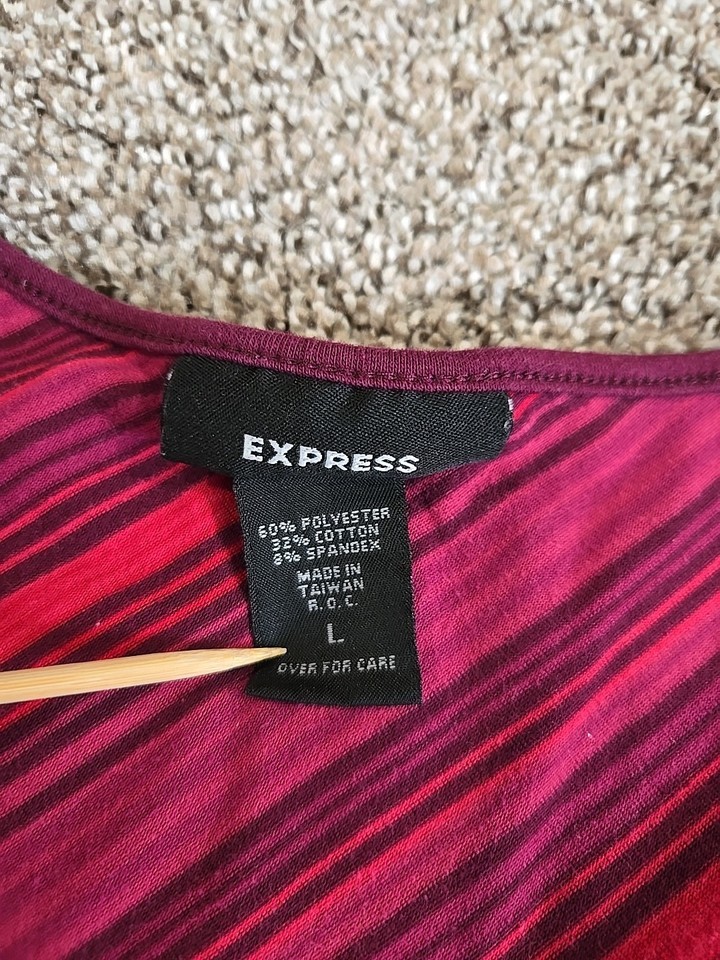 EXPRESS
60% POLYESTER
32% COTTON
8% SPANDEX
MADE IN
TAIWAN
R.O.C.
L
OVER FOR CARE